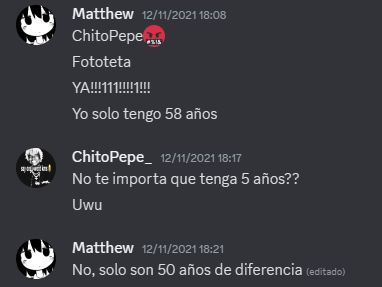 Matthew 12/11/2021 18:08
ChitoPepe
Fototeta
YA!!!111!!!!1!!!
Yo solo tengo 58 años
ChitoPepe_ 12/11/2021 18:17
No te importa que tenga 5 años??
Uwu
Matthew 12/11/2021 18:21
No, solo son 50 años de diferencia (editado)